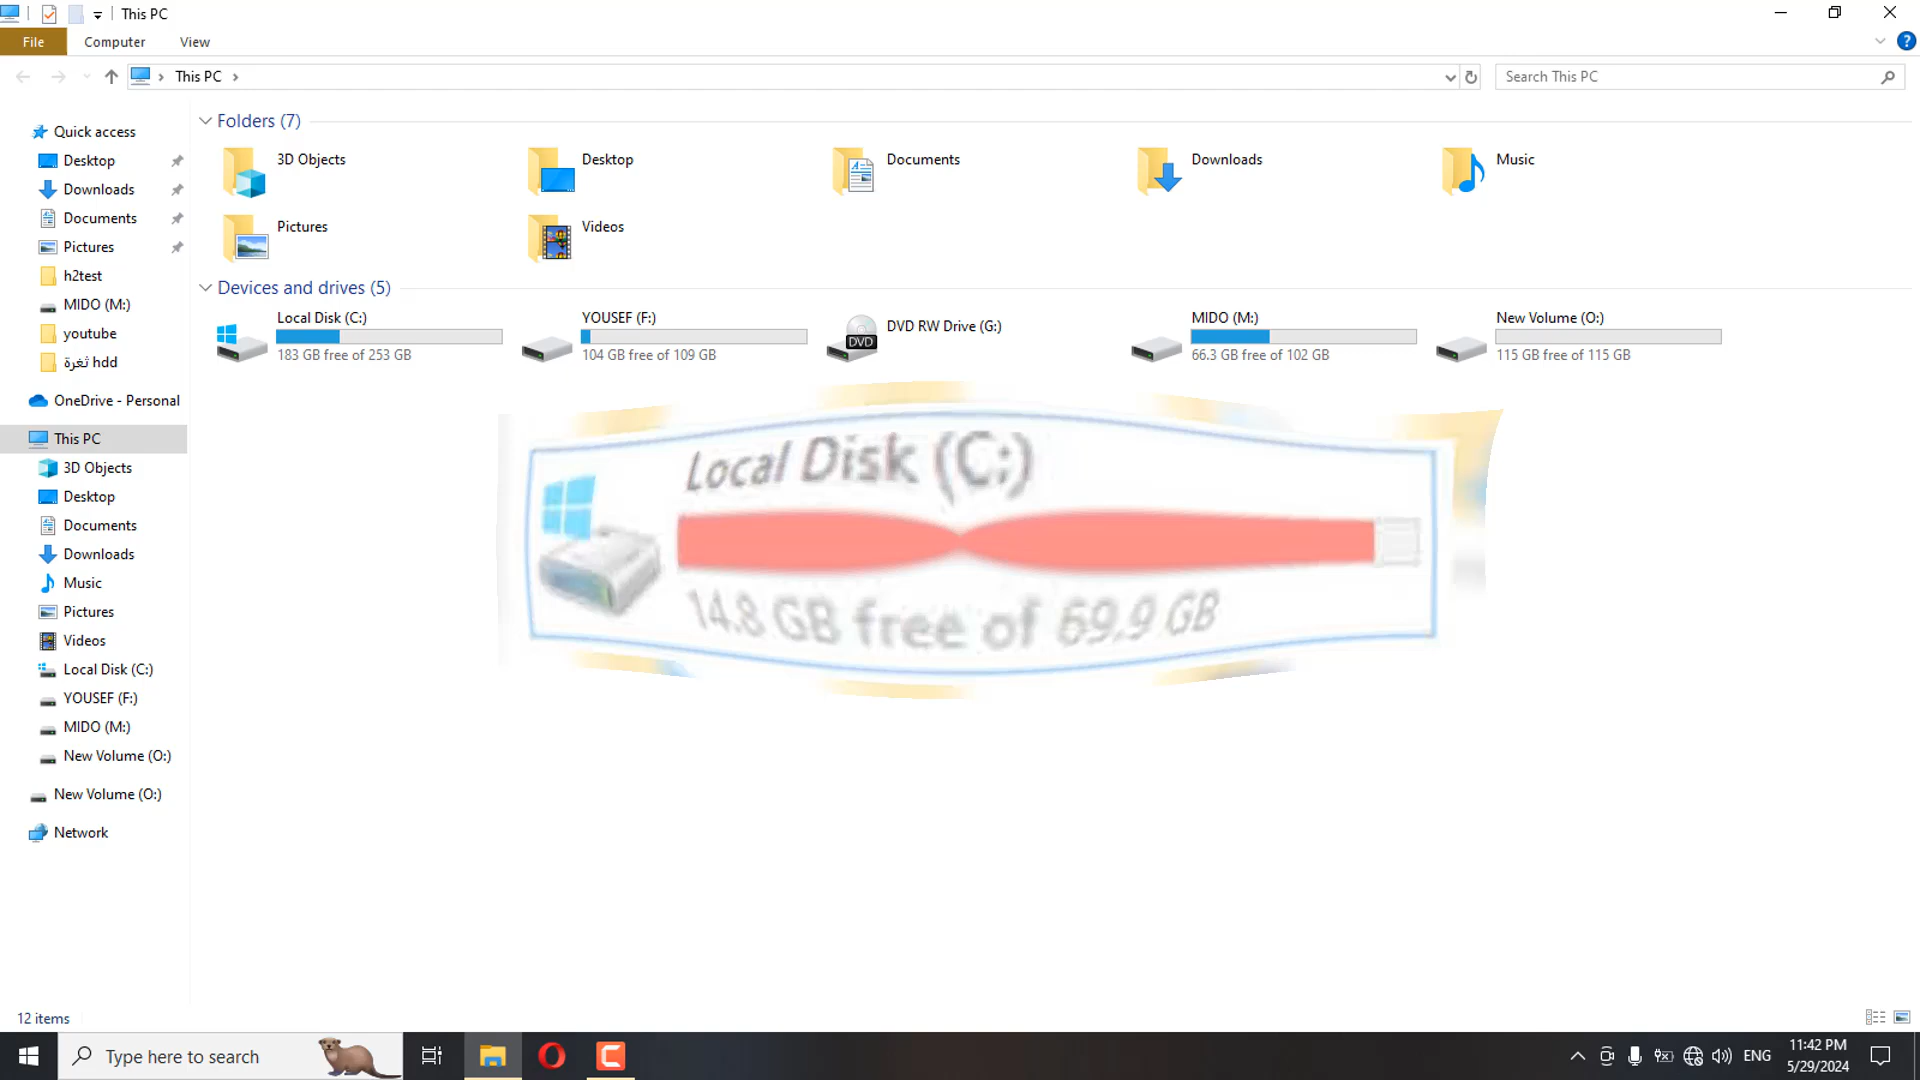 This PC
File
Computer
View
This PC
Search This PC
Quick access
Desktop
Downloads
Documents
Pictures
h2test
MIDO (M:)
youtube
ثغرة hdd
OneDrive - Personal
This PC
3D Objects
Desktop
Documents
Downloads
Music
Pictures
Videos
Local Disk (C:)
YOUSEF (F:)
MIDO (M:)
New Volume (O:)
New Volume (O:)
Network
Folders (7)
3D Objects
Desktop
Documents
Downloads
Music
Pictures
Videos
Devices and drives (5)
Local Disk (C:)
183 GB free of 253 GB
YOUSEF (F:)
104 GB free of 109 GB
DVD RW Drive (G:)
DVD
MIDO (M:)
66.3 GB free of 102 GB
New Volume (O:)
115 GB free of 115 GB
Local Disk (C:)
14.8 GB free of 69.9 GB
12 items
Type here to search
ENG
11:42 PM
5/29/2024